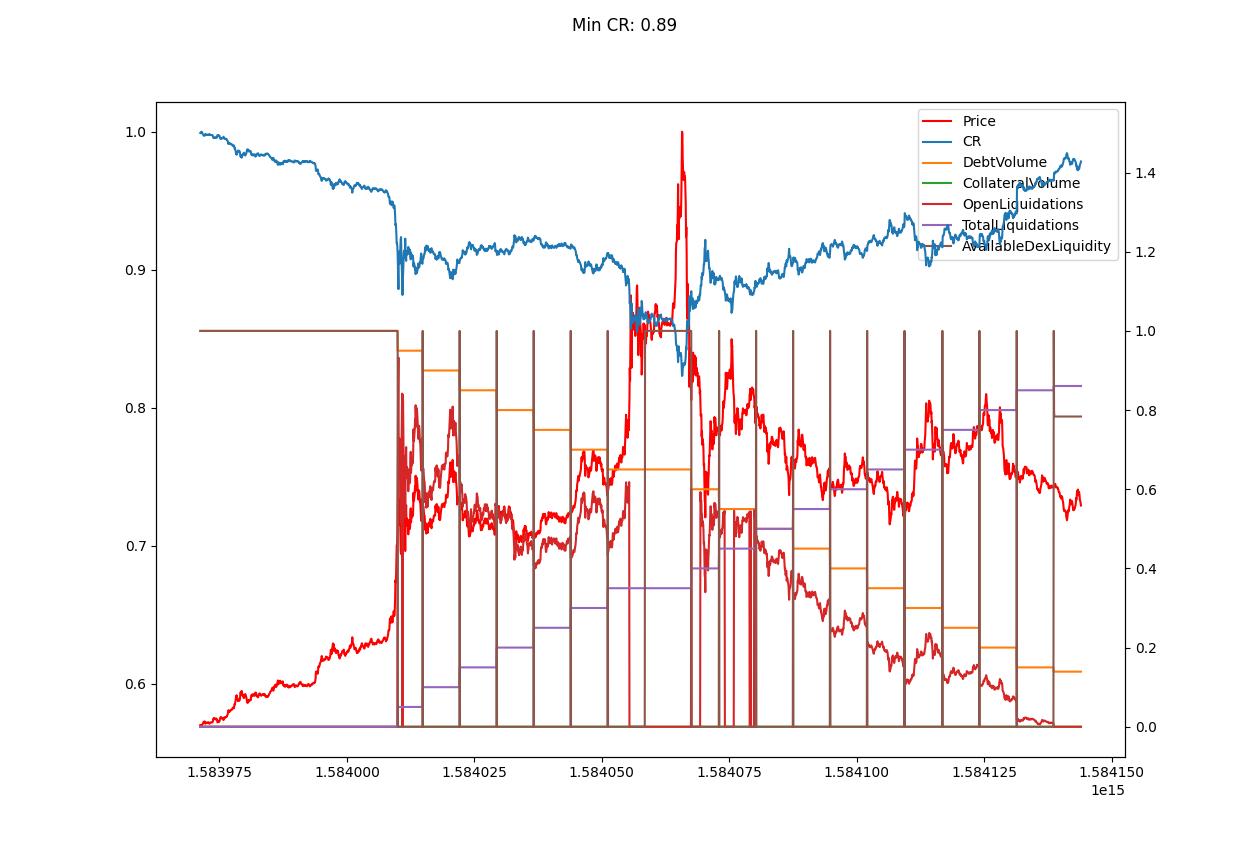 Min CR: 0.89
Price
CR
DebtVolume
CollateralVolume
OpenLiquidations
TotalLiquidations
AvailableDexLiquidity
1.0
0.9
0.8
0.7
0.6
1.4
1.2
1.0
0.8
0.6
0.4
0.2
0.0
1.583975 1.584000 1.584025 1.584050 1.584075 1.584100 1.584125 1.584150
1e15